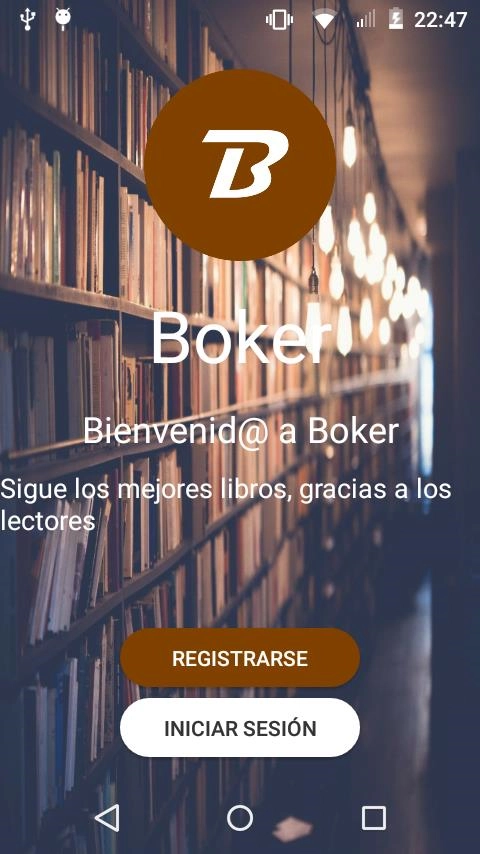 22:47
B
Boker
Bienvenid@ a Boker
Sigue los mejores libros, gracias a los
lectores
REGISTRARSE
INICIAR SESIÓN